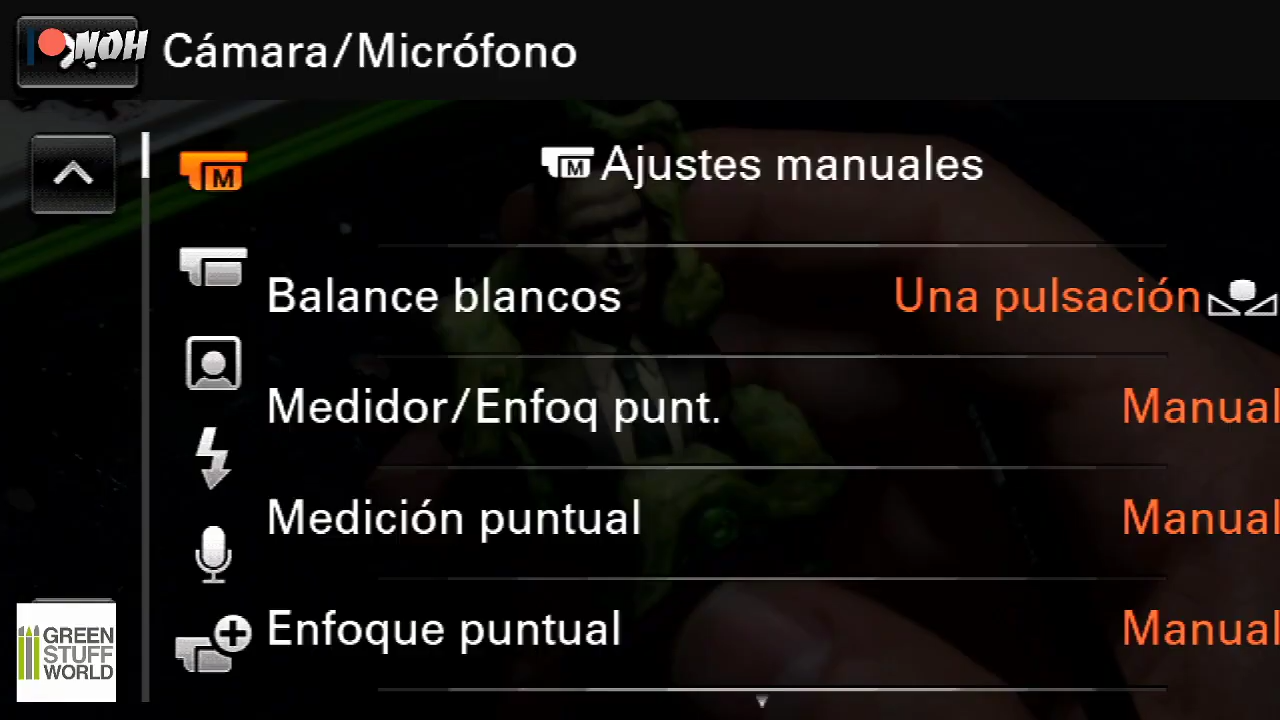 NOH
Cámara/Micrófono
M
M Ajustes manuales
Balance blancos Una pulsación
Medidor/Enfoq punt. Manual
Medición puntual Manual
Enfoque puntual Manual
GREEN
STUFF
WORLD